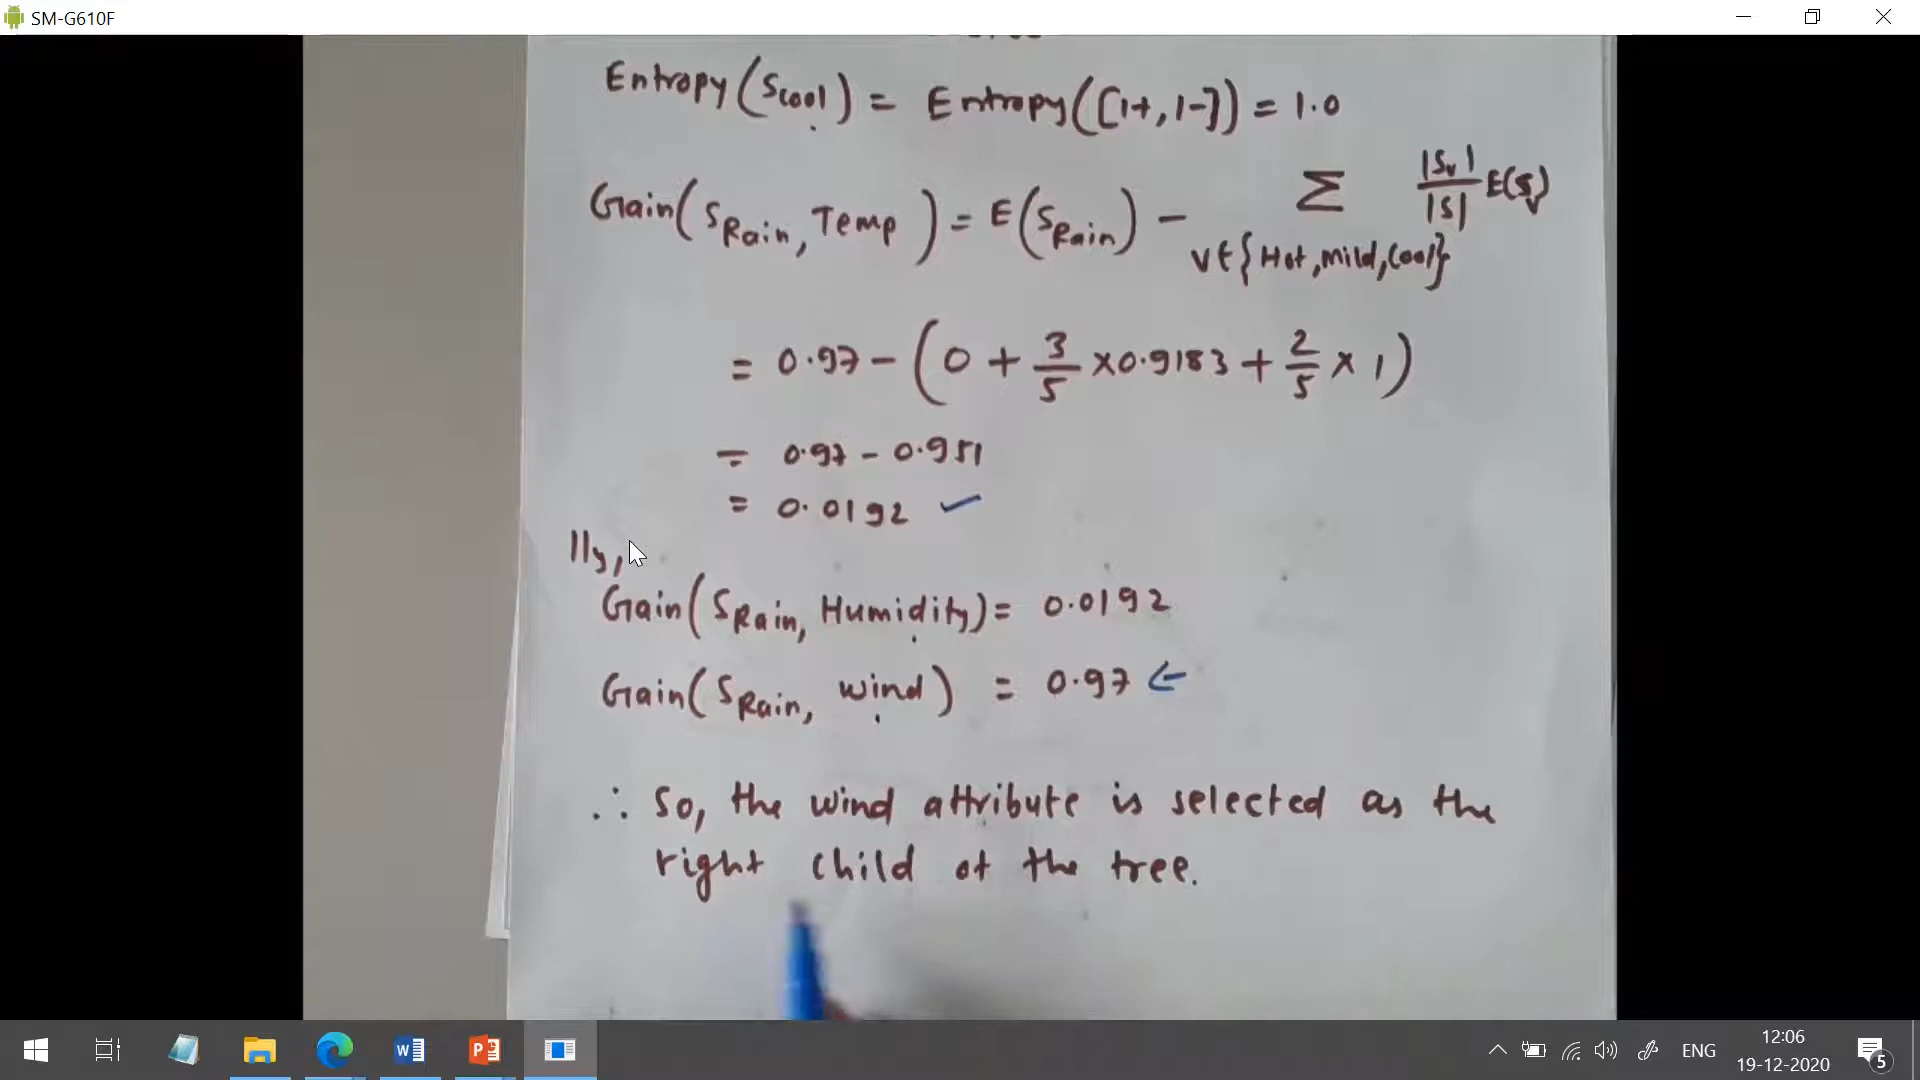 SM-G610F
Entropy(Scool) = Entropy([1+, 1-]) = 1.0
Gain(SRain, Temp) = E(SRain) - Σ |Sv|/|S| E(Sv)
v∈{Hot, mild, Cool}
= 0.97 - (0 + 3/5 ×0.9183 + 2/5 × 1)
= 0.97 - 0.951
= 0.0192 ✓
lly,
Gain(SRain, Humidity) = 0.0192
Gain(SRain, wind) = 0.97 ←
∴ So, the wind attribute is selected as the
right child of the tree.
ENG
12:06
19-12-2020
5